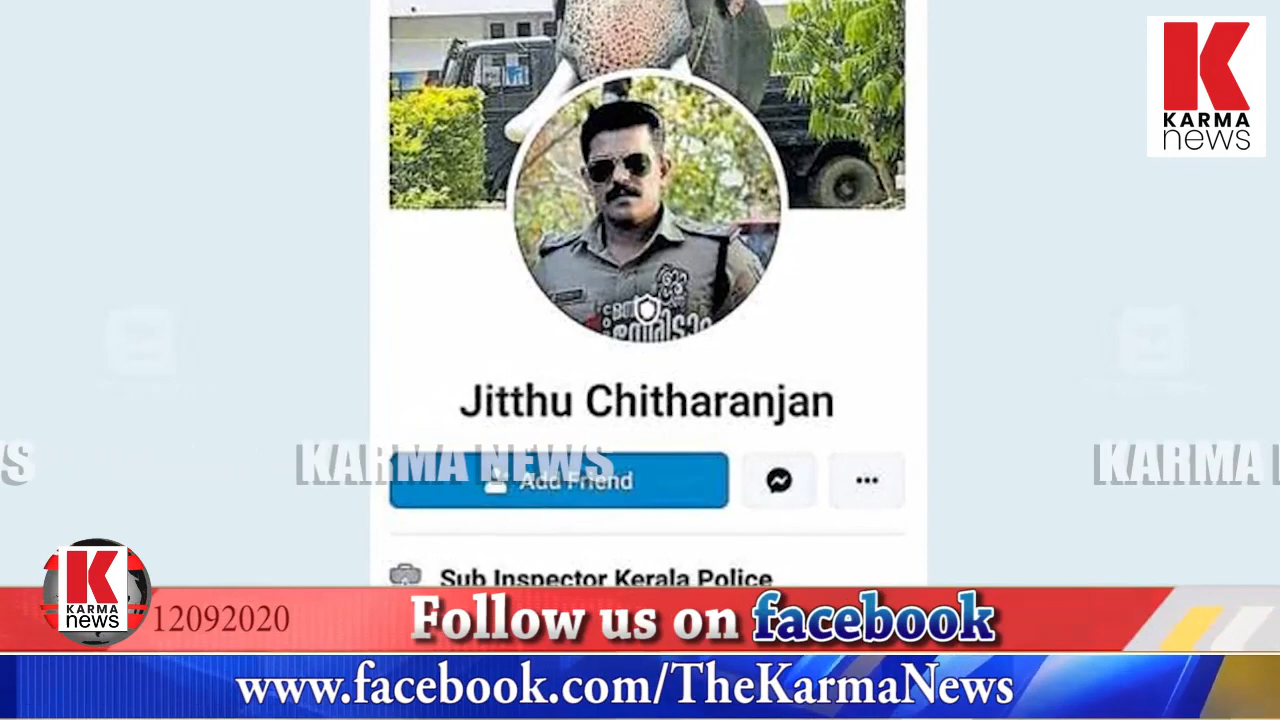 K
KARMA
news
Jitthu Chitharanjan
WS KARMA NEWS KARMA
Add Friend
Sub Inspector Kerala Police
K
KARMA
news
12092020
Follow us on facebook
www.facebook.com/TheKarmaNews